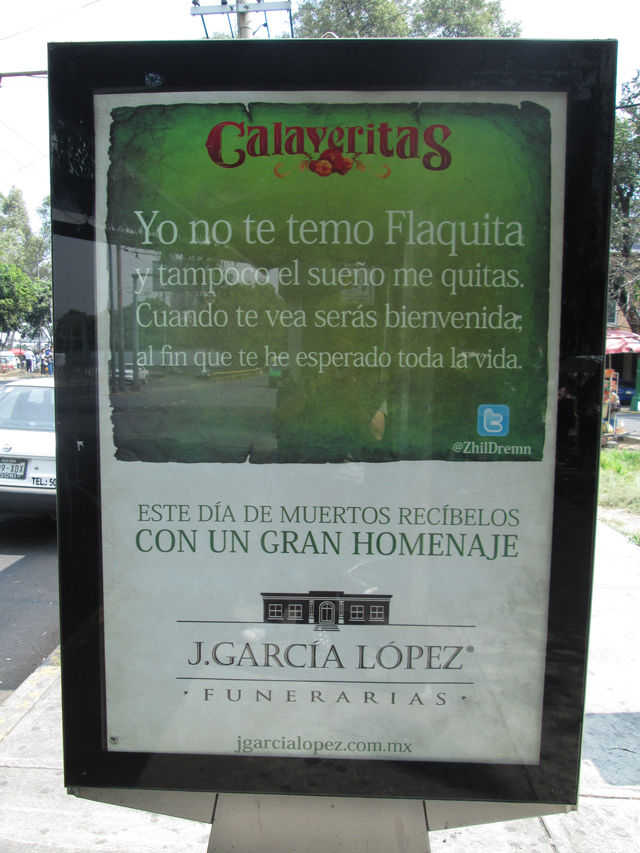 Calaveritas
Yo no te temo Flaquita
y tampoco el sueño me quitas.
Cuando te vea serás bienvenida,
al fin que te he esperado toda la vida.
@ZhilDremn
ESTE DÍA DE MUERTOS RECÍBELOS
CON UN GRAN HOMENAJE
J.GARCÍA LÓPEZ®
· FUNERARIAS ·
jgarcialopez.com.mx
TEL.: 50